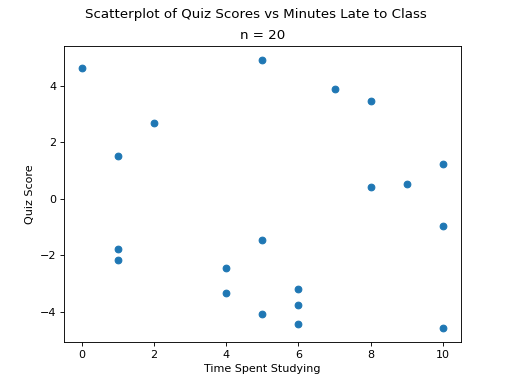 Scatterplot of Quiz Scores vs Minutes Late to Class
n = 20
Quiz Score
4
2
0
−2
−4
0 2 4 6 8 10
Time Spent Studying